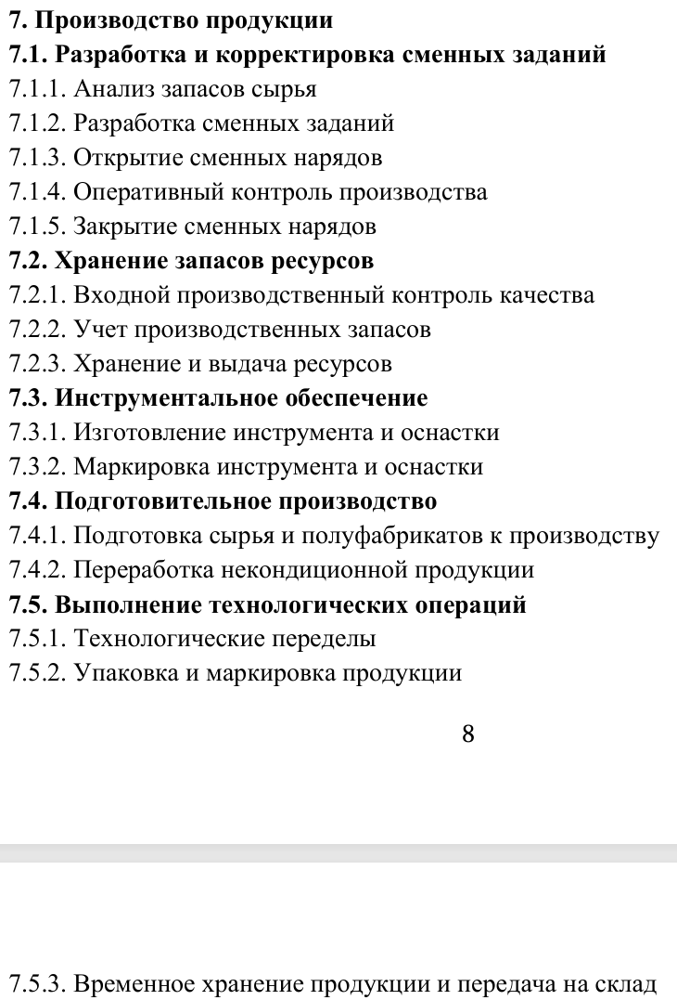 7. Производство продукции
7.1. Разработка и корректировка сменных заданий
7.1.1. Анализ запасов сырья
7.1.2. Разработка сменных заданий
7.1.3. Открытие сменных нарядов
7.1.4. Оперативный контроль производства
7.1.5. Закрытие сменных нарядов
7.2. Хранение запасов ресурсов
7.2.1. Входной производственный контроль качества
7.2.2. Учет производственных запасов
7.2.3. Хранение и выдача ресурсов
7.3. Инструментальное обеспечение
7.3.1. Изготовление инструмента и оснастки
7.3.2. Маркировка инструмента и оснастки
7.4. Подготовительное производство
7.4.1. Подготовка сырья и полуфабрикатов к производству
7.4.2. Переработка некондиционной продукции
7.5. Выполнение технологических операций
7.5.1. Технологические переделы
7.5.2. Упаковка и маркировка продукции
8
7.5.3. Временное хранение продукции и передача на склад